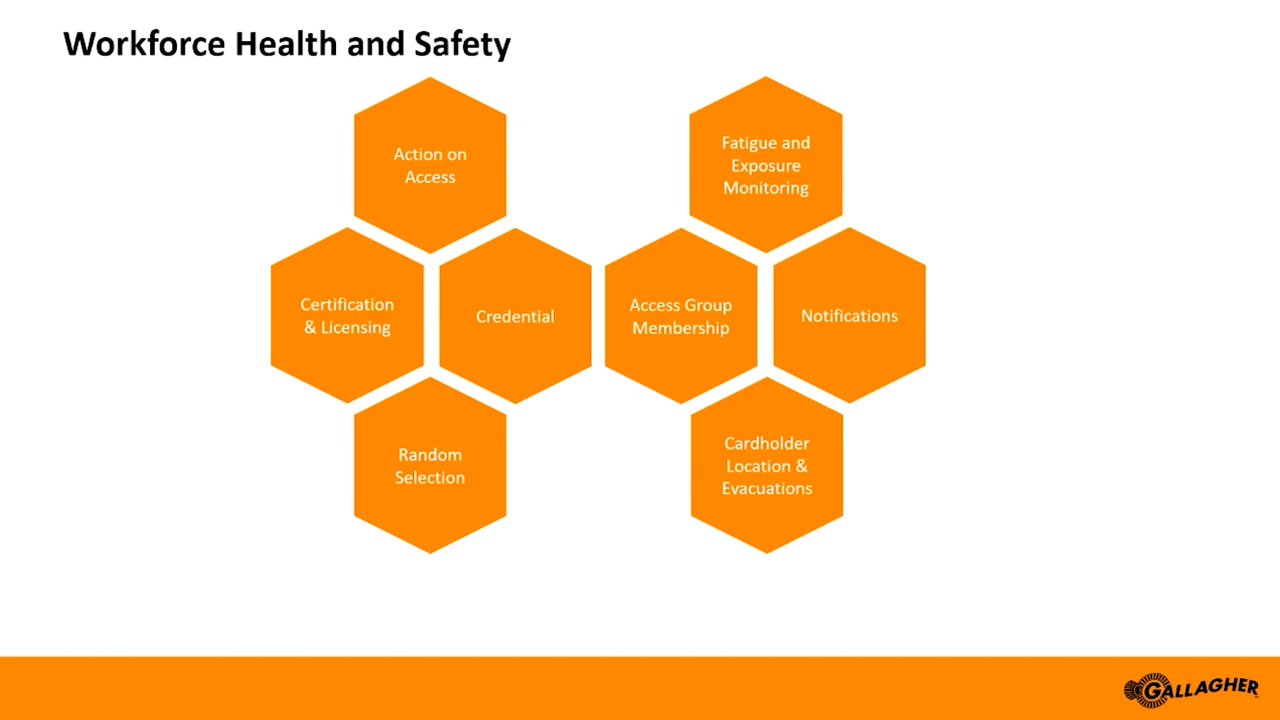 Workforce Health and Safety
Action on
Access
Fatigue and
Exposure
Monitoring
Certification
& Licensing
Credential
Access Group
Membership
Notifications
Random
Selection
Cardholder
Location &
Evacuations
GALLAGHER